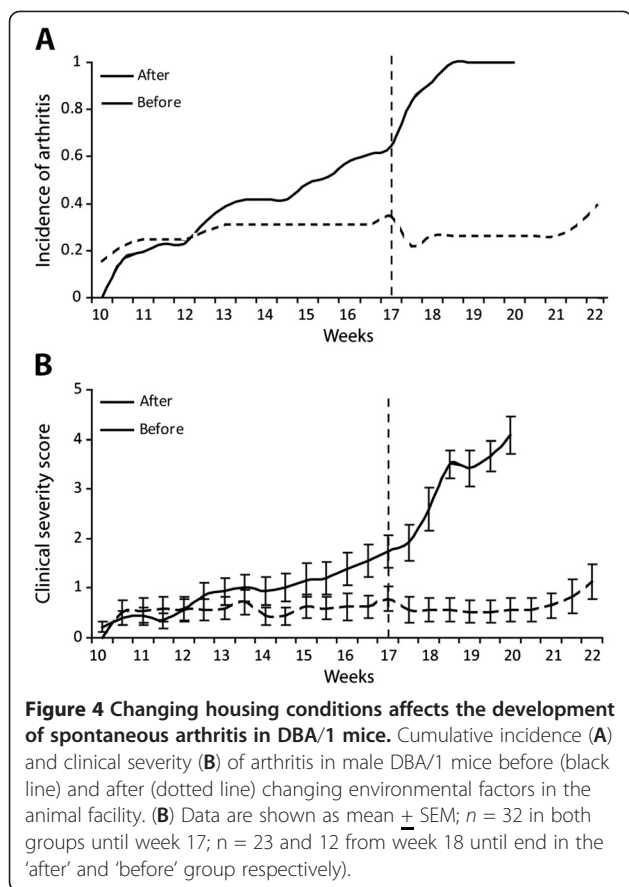 A
1
0.8
0.6
0.4
0.2
0
Incidence of arthritis
After
Before
10 11 12 13 14 15 16 17 18 19 20 22
Weeks
B
5
4
3
2
1
0
Clinical severity score
After
Before
10 11 12 13 14 15 16 17 18 19 20 22
Weeks
Figure 4 Changing housing conditions affects the development
of spontaneous arthritis in DBA/1 mice. Cumulative incidence (A)
and clinical severity (B) of arthritis in male DBA/1 mice before (black
line) and after (dotted line) changing environmental factors in the
animal facility. (B) Data are shown as mean + SEM; n = 32 in both
groups until week 17; n = 23 and 12 from week 18 until end in the
‘after’ and ‘before’ group respectively).